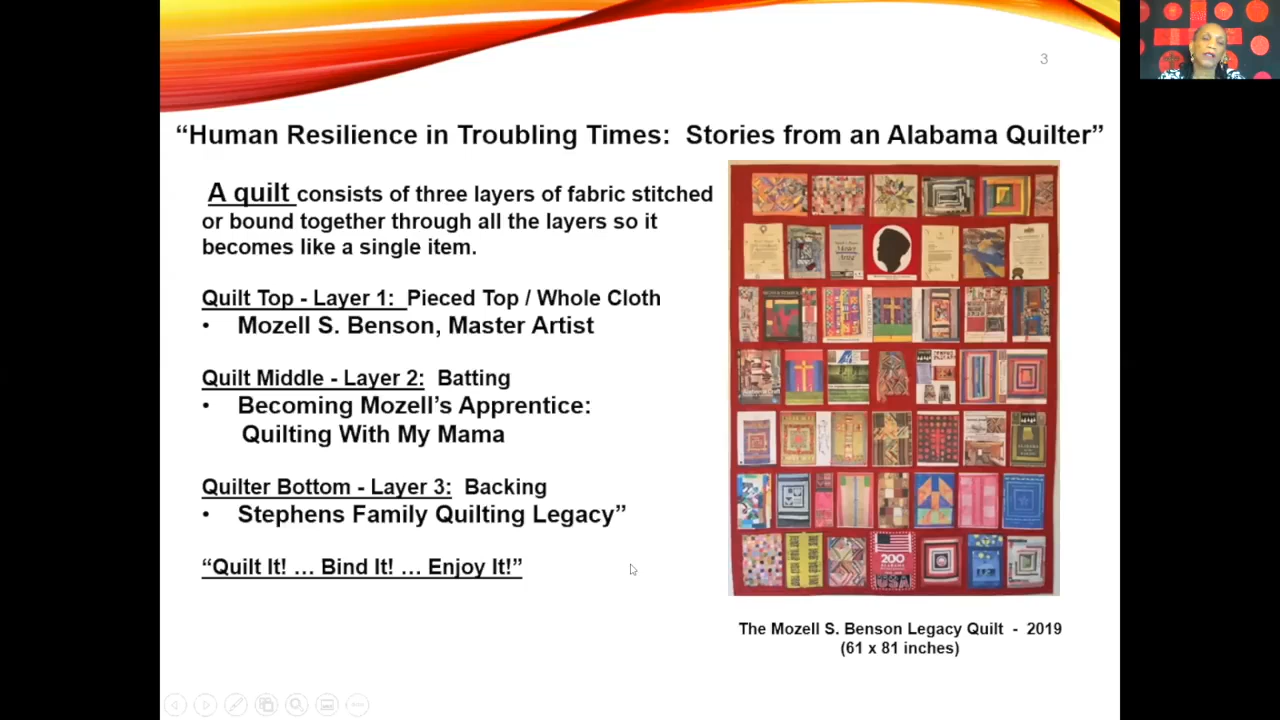 3
“Human Resilience in Troubling Times: Stories from an Alabama Quilter”
A quilt consists of three layers of fabric stitched
or bound together through all the layers so it
becomes like a single item.
Quilt Top - Layer 1: Pieced Top / Whole Cloth
• Mozell S. Benson, Master Artist
Quilt Middle - Layer 2: Batting
• Becoming Mozell’s Apprentice:
Quilting With My Mama
Quilter Bottom - Layer 3: Backing
• Stephens Family Quilting Legacy”
“Quilt It! … Bind It! … Enjoy It!”
200
ALABAMA
USA
The Mozell S. Benson Legacy Quilt - 2019
(61 x 81 inches)